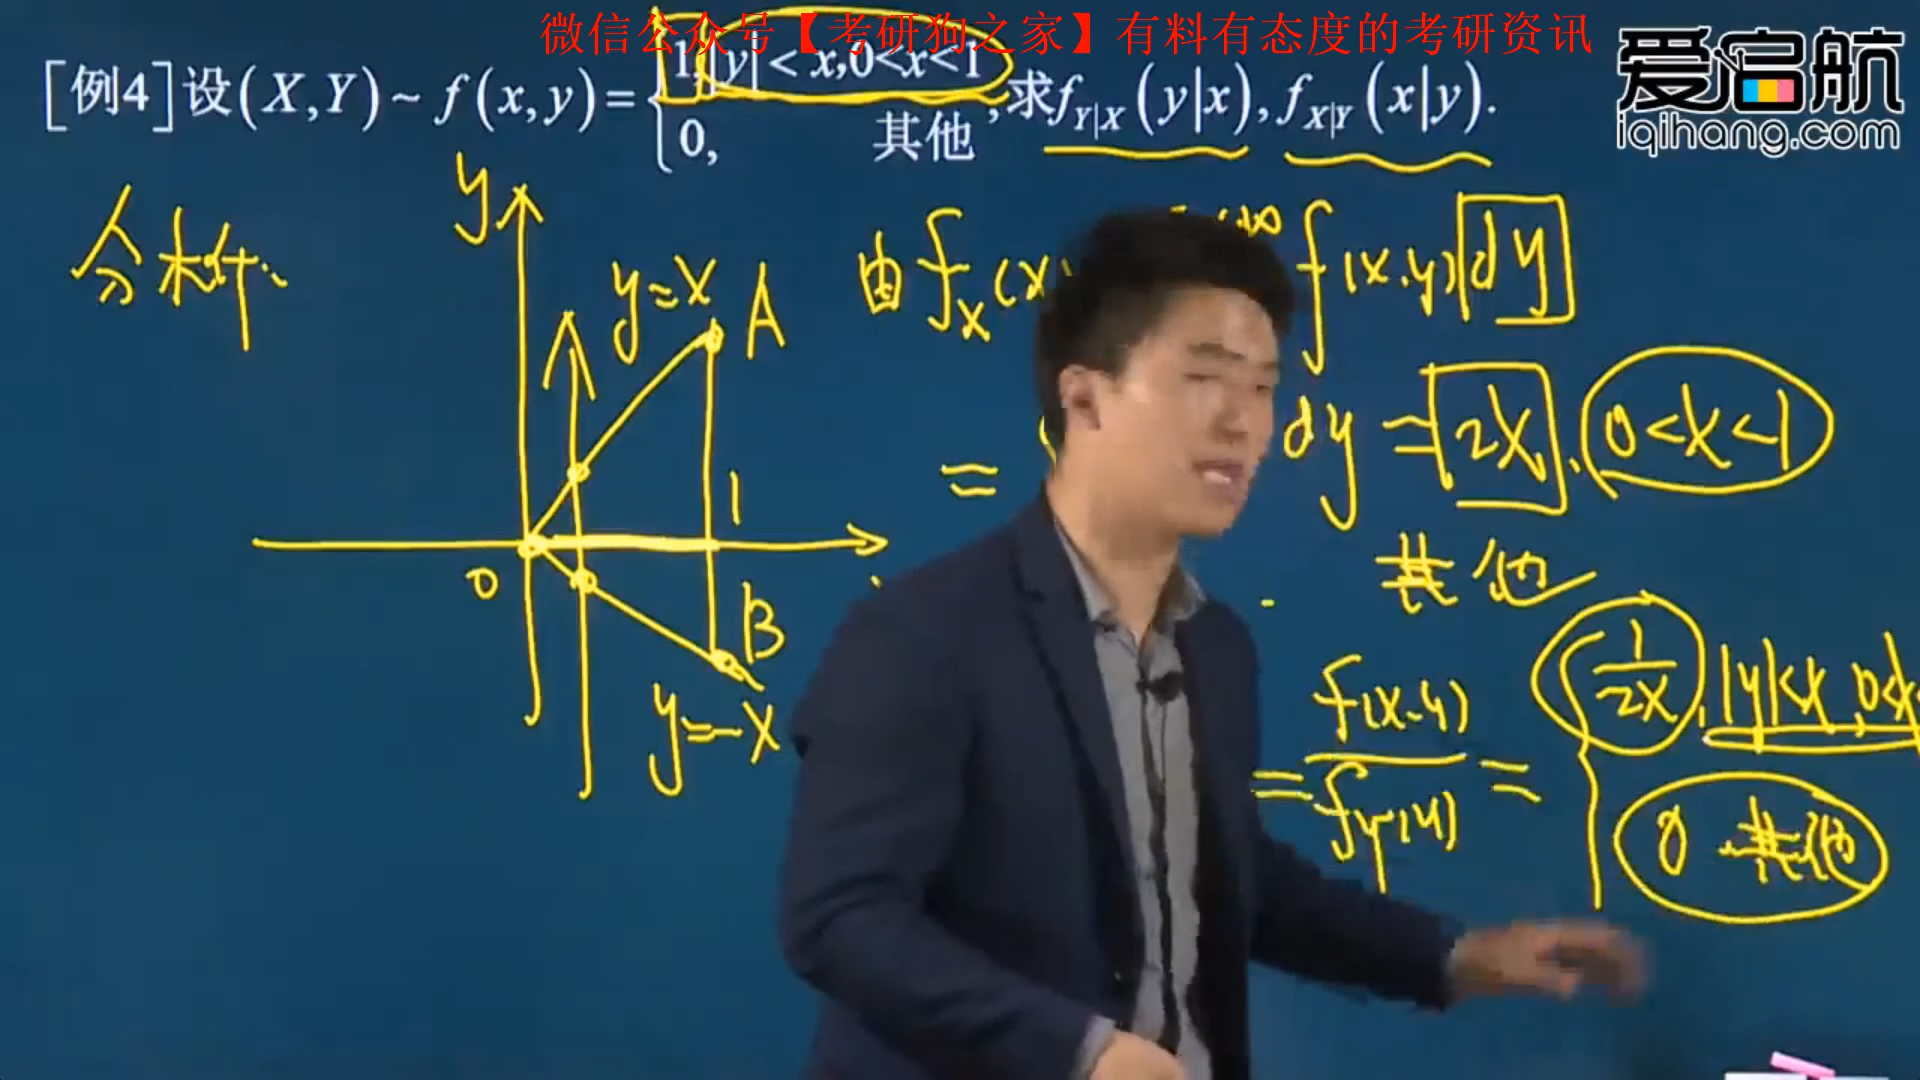 微信公众号【考研狗之家】有料有态度的考研资讯
爱启航
iqihang.com
[例4]设(X,Y)~f(x,y)={1,|y|<x,0<x<1
0, 其他
,求f_{Y|X}(y|x),f_{X|Y}(x|y).
分析:
y
y=x A
1
0
B
y=-x
由f_X(x) f(x,y)dy
= dy=2x,0<x<1
其他
=f(x,y)/f_Y(y)={1/2x,|y|<x,0<x
0 其他